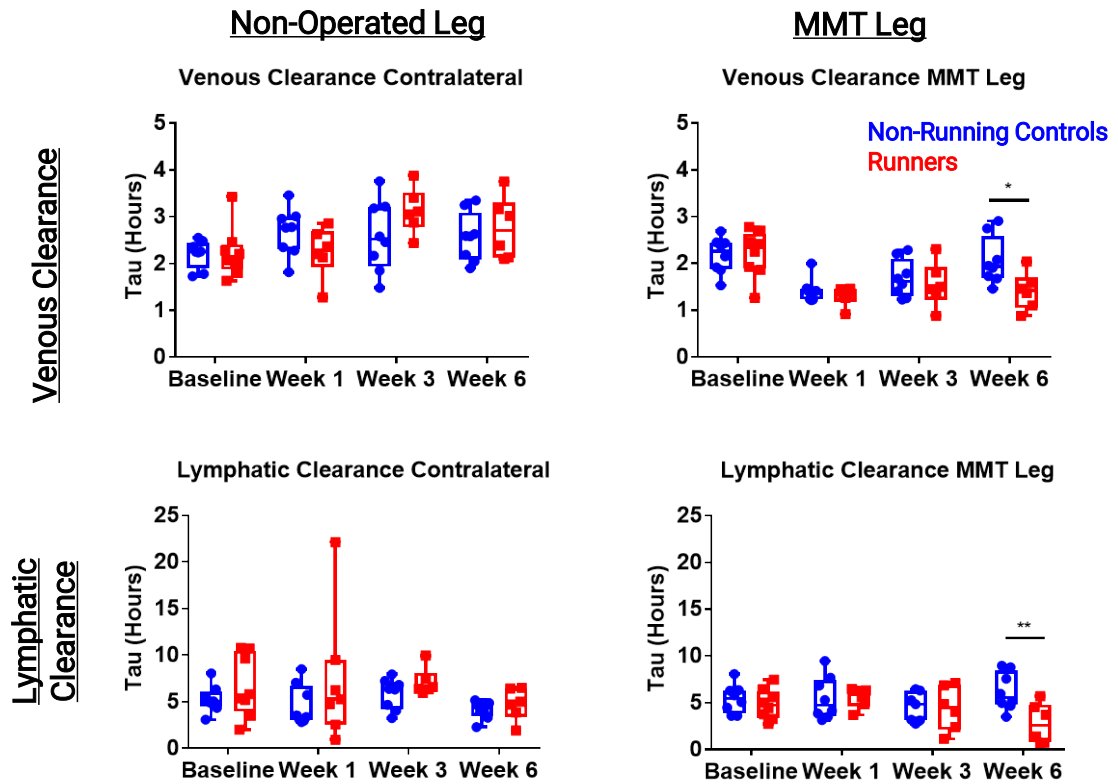 Non-Operated Leg
MMT Leg
Venous Clearance
Venous Clearance Contralateral
Tau (Hours)
5
4
3
2
1
0
Baseline Week 1 Week 3 Week 6
Venous Clearance MMT Leg
Non-Running Controls
Runners
*
Tau (Hours)
5
4
3
2
1
0
Baseline Week 1 Week 3 Week 6
Lymphatic
Clearance
Lymphatic Clearance Contralateral
Tau (Hours)
25
20
15
10
5
0
Baseline Week 1 Week 3 Week 6
Lymphatic Clearance MMT Leg
**
Tau (Hours)
25
20
15
10
5
0
Baseline Week 1 Week 3 Week 6